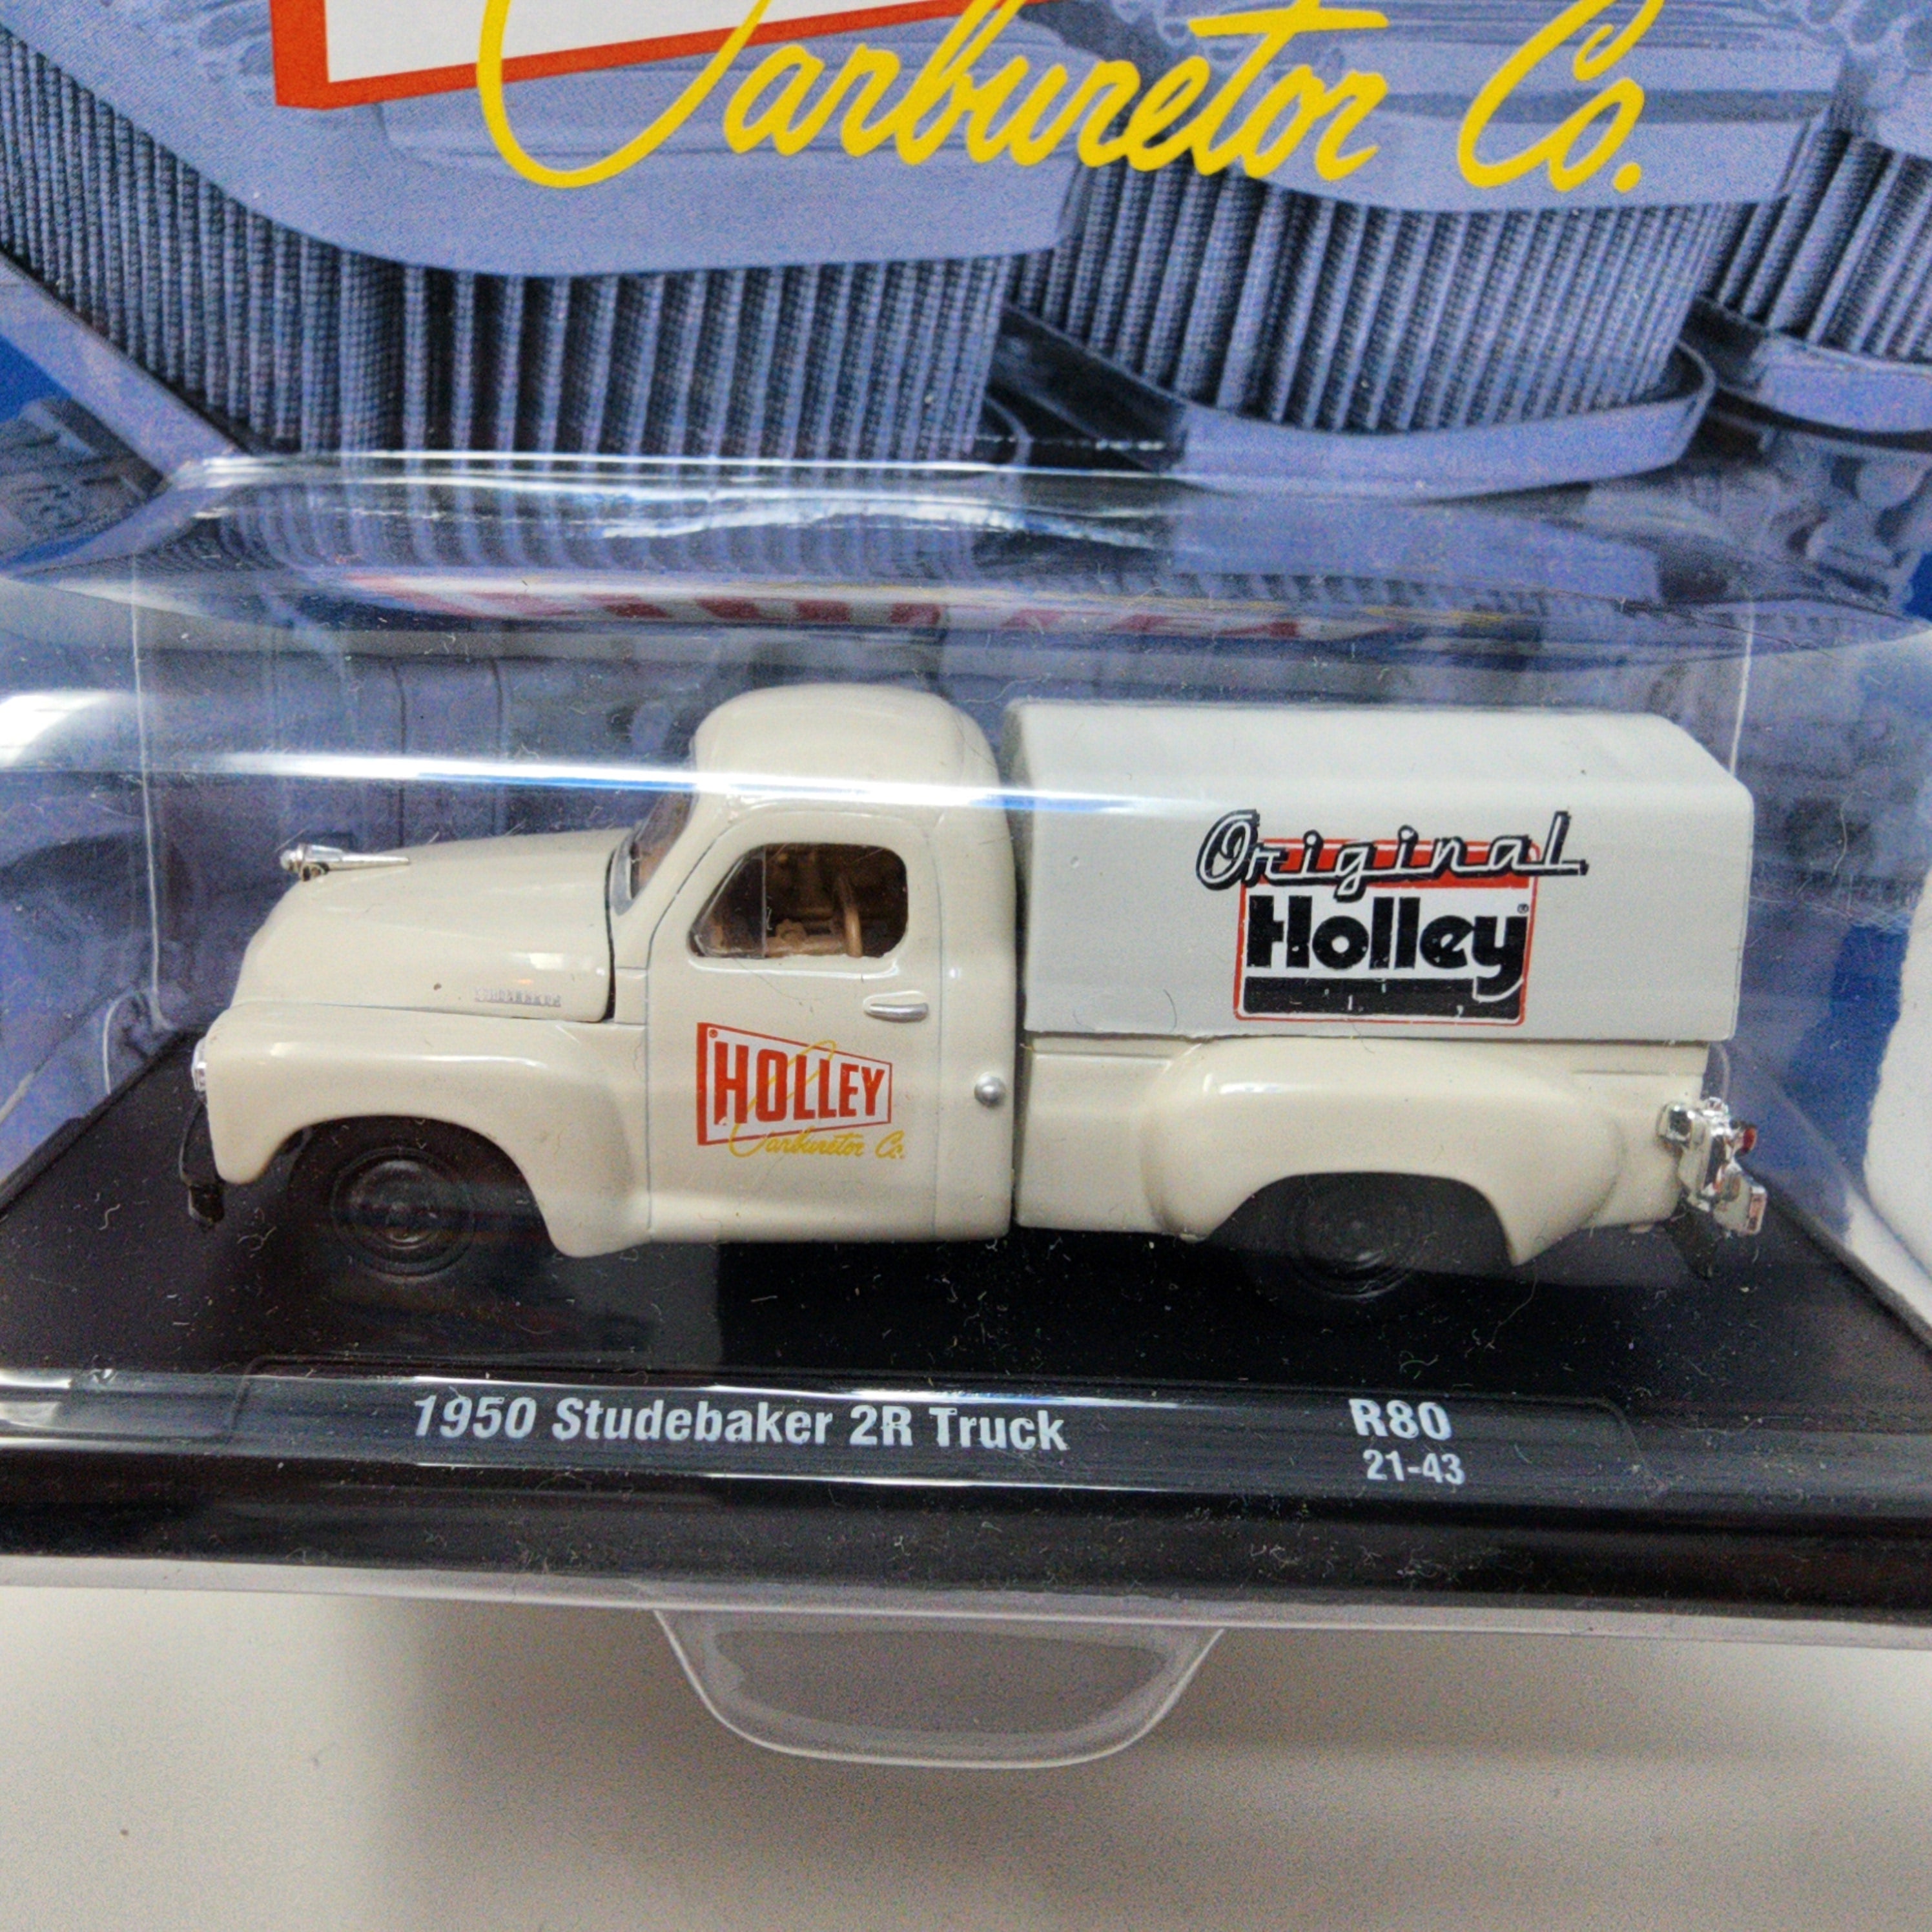 Carburetor Co.
Original
Holley®
HOLLEY
Carburetor Co.
1950 Studebaker 2R Truck
R80
21-43